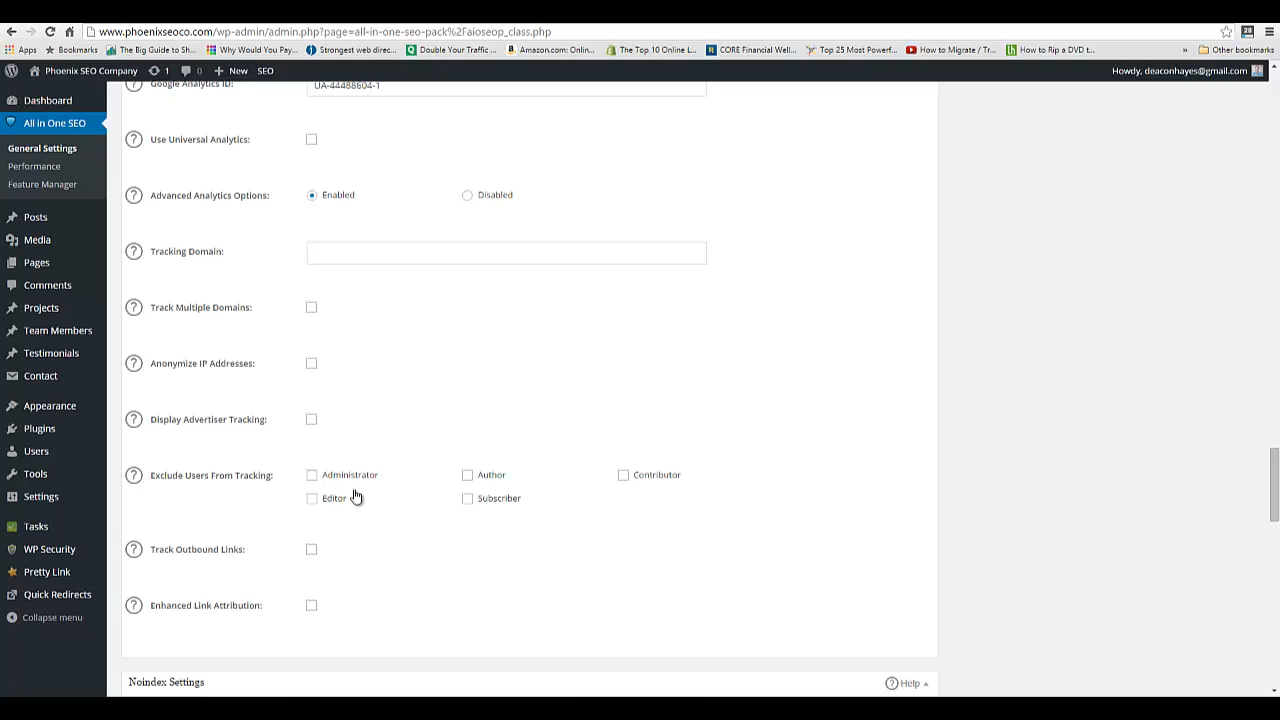 www.phoenixseoco.com/wp-admin/admin.php?page=all-in-one-seo-pack%2Faioseop_class.php
Apps Bookmarks The Big Guide to Sh... Why Would You Pay... Strongest web direc... Double Your Traffic ... Amazon.com: Onlin... The Top 10 Online L... CORE Financial Well... Top 25 Most Powerf... How to Migrate / Tr... How to Rip a DVD t... » Other bookmarks
Phoenix SEO Company 1 0 New SEO Howdy, deaconhayes@gmail.com
Dashboard
All in One SEO
General Settings
Performance
Feature Manager
Posts
Media
Pages
Comments
Projects
Team Members
Testimonials
Contact
Appearance
Plugins
Users
Tools
Settings
Tasks
WP Security
Pretty Link
Quick Redirects
Collapse menu
? Google Analytics ID: UA-44488604-1
? Use Universal Analytics:
? Advanced Analytics Options: Enabled Disabled
? Tracking Domain:
? Track Multiple Domains:
? Anonymize IP Addresses:
? Display Advertiser Tracking:
? Exclude Users From Tracking: Administrator Author Contributor
Editor Subscriber
? Track Outbound Links:
? Enhanced Link Attribution:
Noindex Settings ? Help